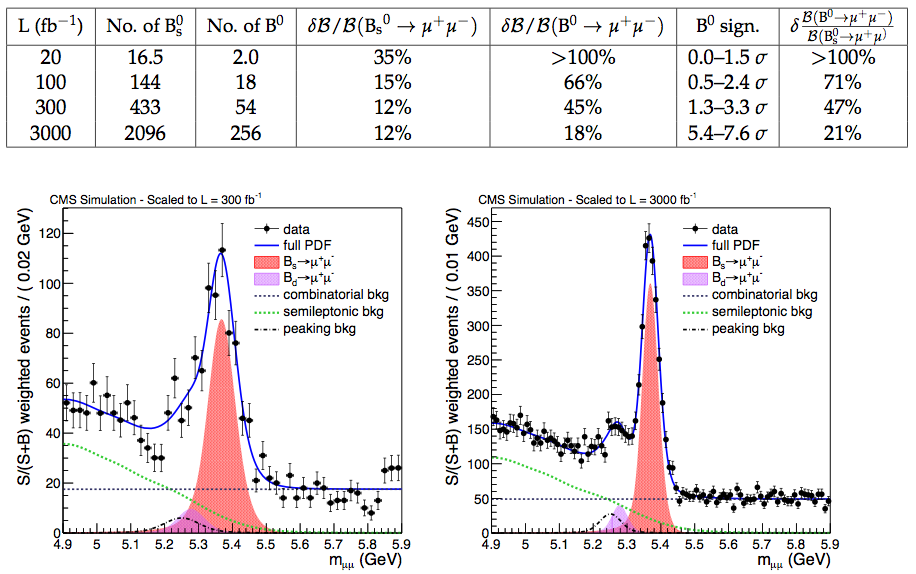 L (fb⁻¹) No. of B⁰ₛ No. of B⁰ δℬ/ℬ(Bₛ⁰ → μ⁺μ⁻) δℬ/ℬ(B⁰ → μ⁺μ⁻) B⁰ sign. δ ℬ(B⁰→μ⁺μ⁻)/ℬ(B⁰ₛ→μ⁺μ)
20 16.5 2.0 35% >100% 0.0–1.5 σ >100%
100 144 18 15% 66% 0.5–2.4 σ 71%
300 433 54 12% 45% 1.3–3.3 σ 47%
3000 2096 256 12% 18% 5.4–7.6 σ 21%
CMS Simulation - Scaled to L = 300 fb⁻¹
S/(S+B) weighted events / ( 0.02 GeV)
120
100
80
60
40
20
0
data
full PDF
Bₛ→μ⁺μ⁻
B_d→μ⁺μ⁻
combinatorial bkg
semileptonic bkg
peaking bkg
4.9 5 5.1 5.2 5.3 5.4 5.5 5.6 5.7 5.8 5.9
m_μμ (GeV)
CMS Simulation - Scaled to L = 3000 fb⁻¹
S/(S+B) weighted events / ( 0.01 GeV)
450
400
350
300
250
200
150
100
50
0
data
full PDF
Bₛ→μ⁺μ⁻
B_d→μ⁺μ⁻
combinatorial bkg
semileptonic bkg
peaking bkg
4.9 5 5.1 5.2 5.3 5.4 5.5 5.6 5.7 5.8 5.9
m_μμ (GeV)